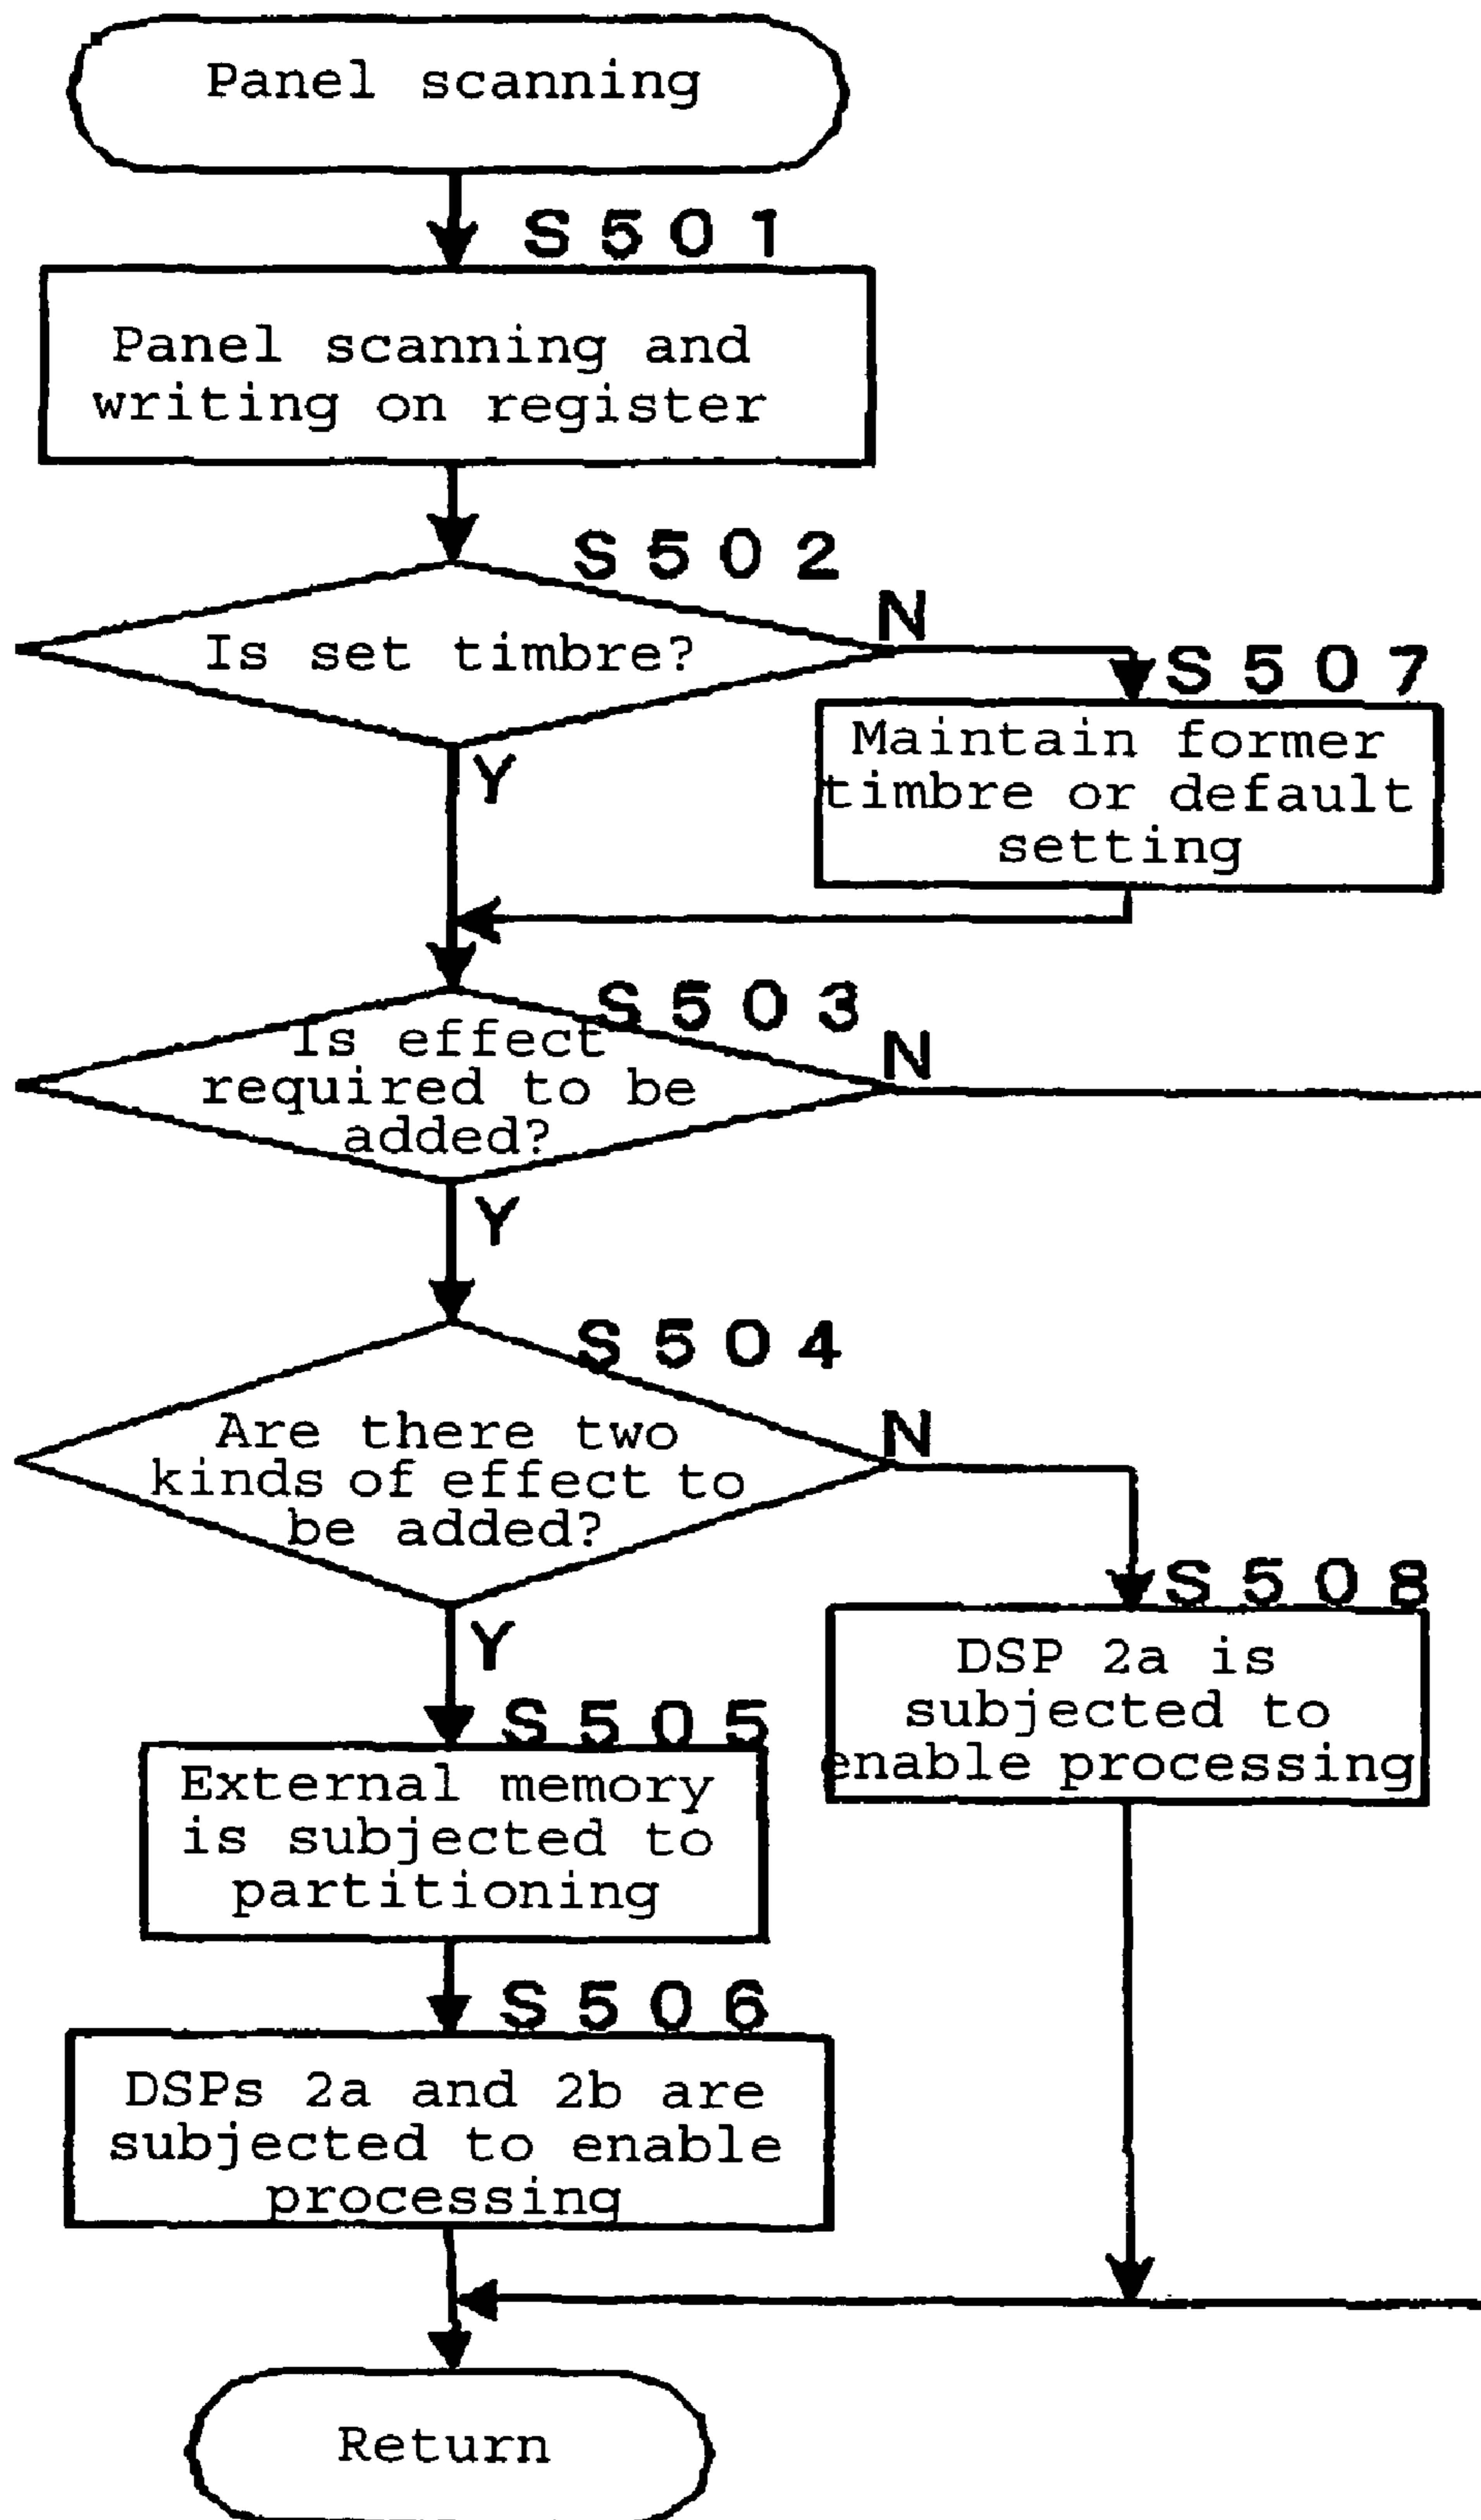 Panel scanning
S501
Panel scanning and
writing on register
S502
N
Is set timbre?
S507
Maintain former
timbre or default
setting
Y
S503
N
Is effect
required to be
added?
Y
S504
N
Are there two
kinds of effect to
be added?
S508
DSP 2a is
subjected to
enable processing
Y
S505
External memory
is subjected to
partitioning
S506
DSPs 2a and 2b are
subjected to enable
processing
Return